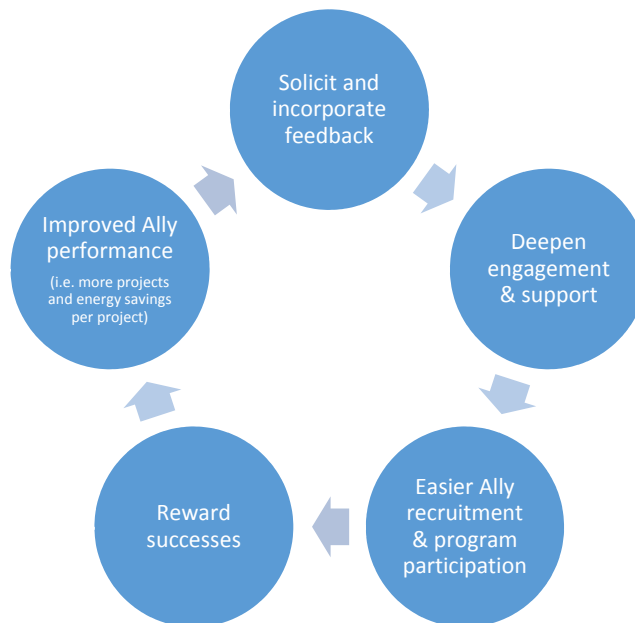 Solicit and
incorporate
feedback
Deepen
engagement
& support
Easier Ally
recruitment
& program
participation
Reward
successes
Improved Ally
performance
(i.e. more projects
and energy savings
per project)